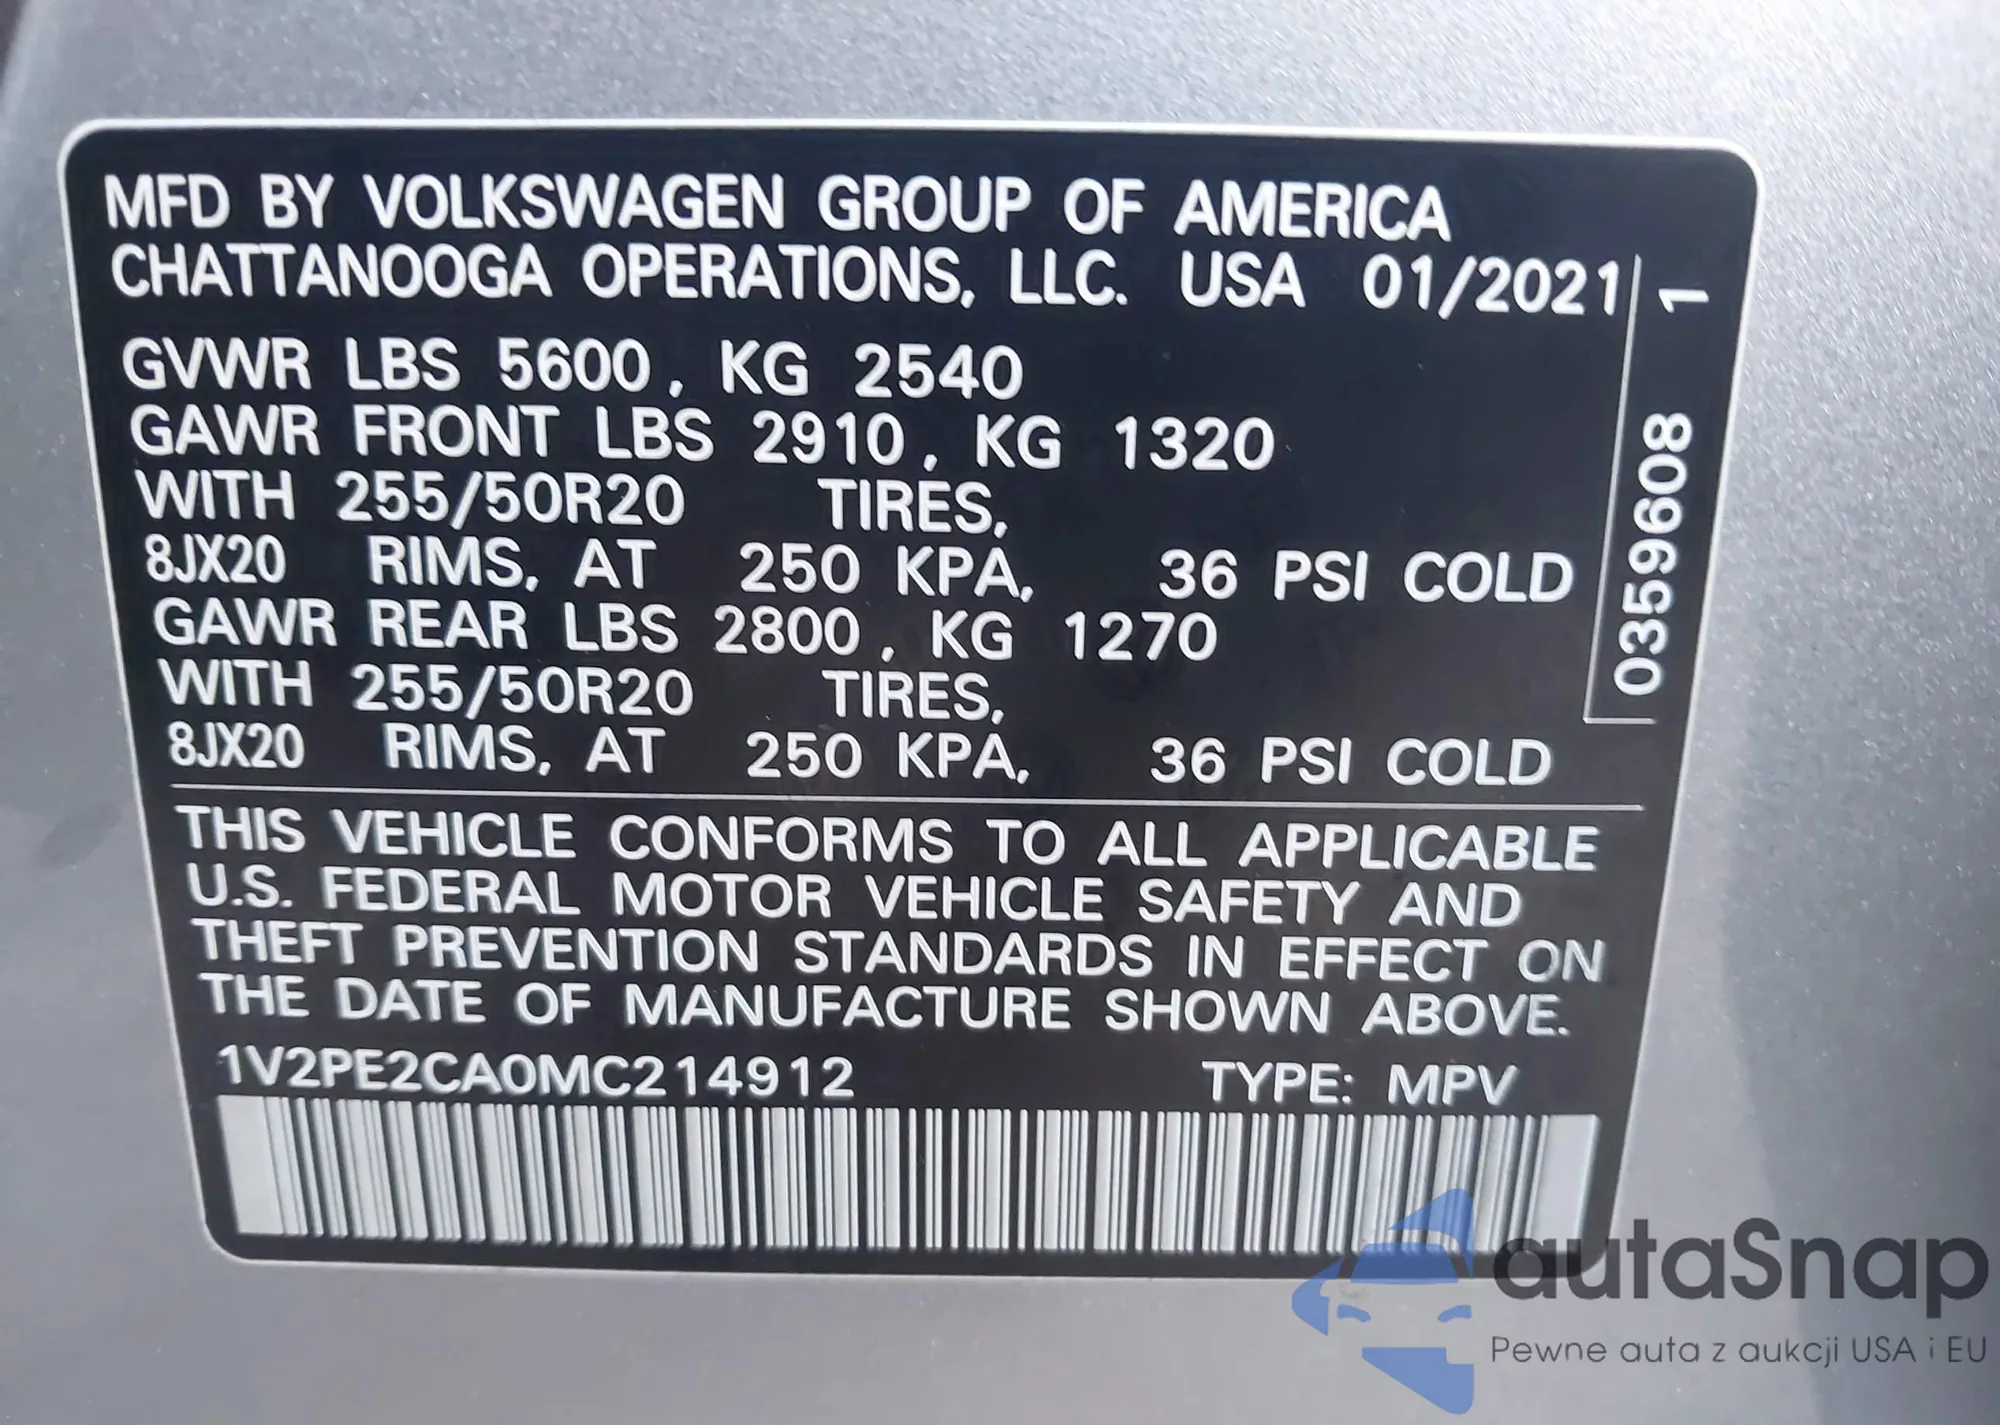 MFD BY VOLKSWAGEN GROUP OF AMERICA
CHATTANOOGA OPERATIONS, LLC. USA 01/2021
GVWR LBS 5600, KG 2540
GAWR FRONT LBS 2910, KG 1320
WITH 255/50R20 TIRES,
8JX20 RIMS, AT 250 KPA, 36 PSI COLD
GAWR REAR LBS 2800, KG 1270
WITH 255/50R20 TIRES,
8JX20 RIMS, AT 250 KPA, 36 PSI COLD
0359608 1
THIS VEHICLE CONFORMS TO ALL APPLICABLE
U.S. FEDERAL MOTOR VEHICLE SAFETY AND
THEFT PREVENTION STANDARDS IN EFFECT ON
THE DATE OF MANUFACTURE SHOWN ABOVE.
1V2PE2CA0MC214912 TYPE: MPV
autaSnap
Pewne auta z aukcji USA i EU